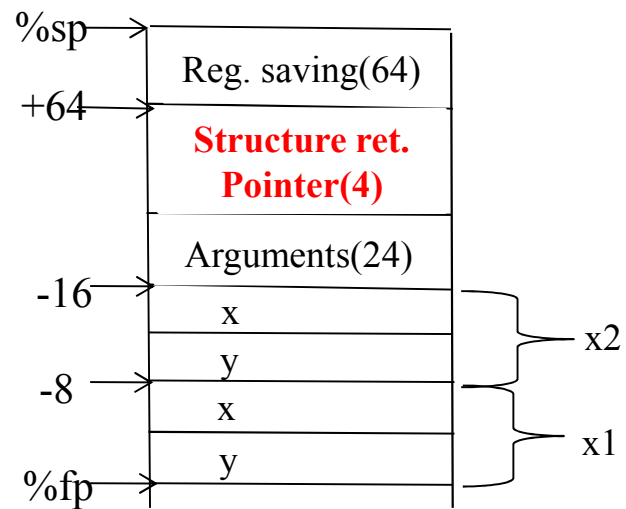 %sp
Reg. saving(64)
+64
Structure ret.
Pointer(4)
Arguments(24)
-16
x
x2
y
-8
x
x1
y
%fp